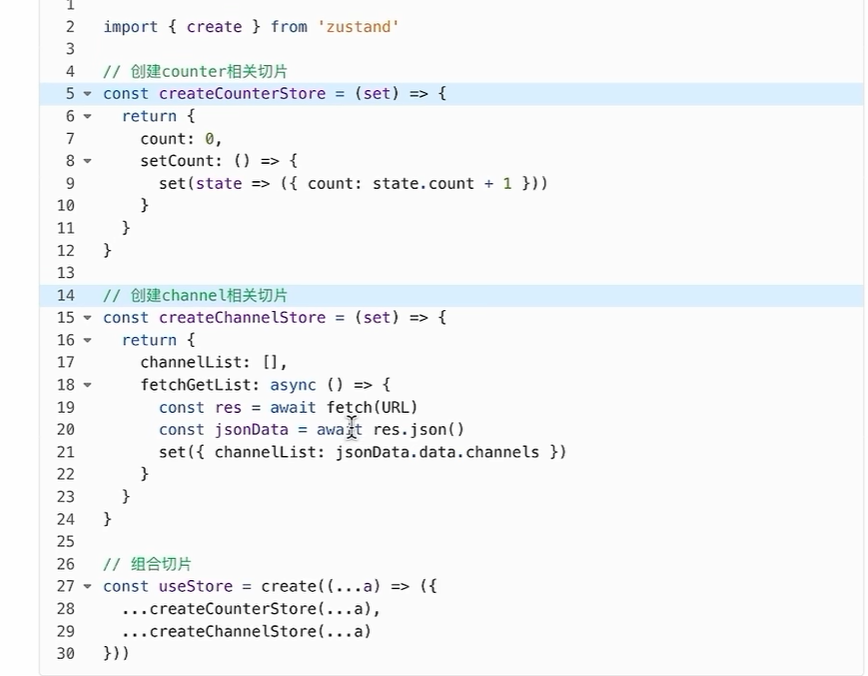 1
2 import { create } from 'zustand'
3
4 // 创建counter相关切片
5 const createCounterStore = (set) => {
6   return {
7     count: 0,
8     setCount: () => {
9       set(state => ({ count: state.count + 1 }))
10     }
11   }
12 }
13
14 // 创建channel相关切片
15 const createChannelStore = (set) => {
16   return {
17     channelList: [],
18     fetchGetList: async () => {
19       const res = await fetch(URL)
20       const jsonData = await res.json()
21       set({ channelList: jsonData.data.channels })
22     }
23   }
24 }
25
26 // 组合切片
27 const useStore = create((...a) => ({
28   ...createCounterStore(...a),
29   ...createChannelStore(...a)
30 }))